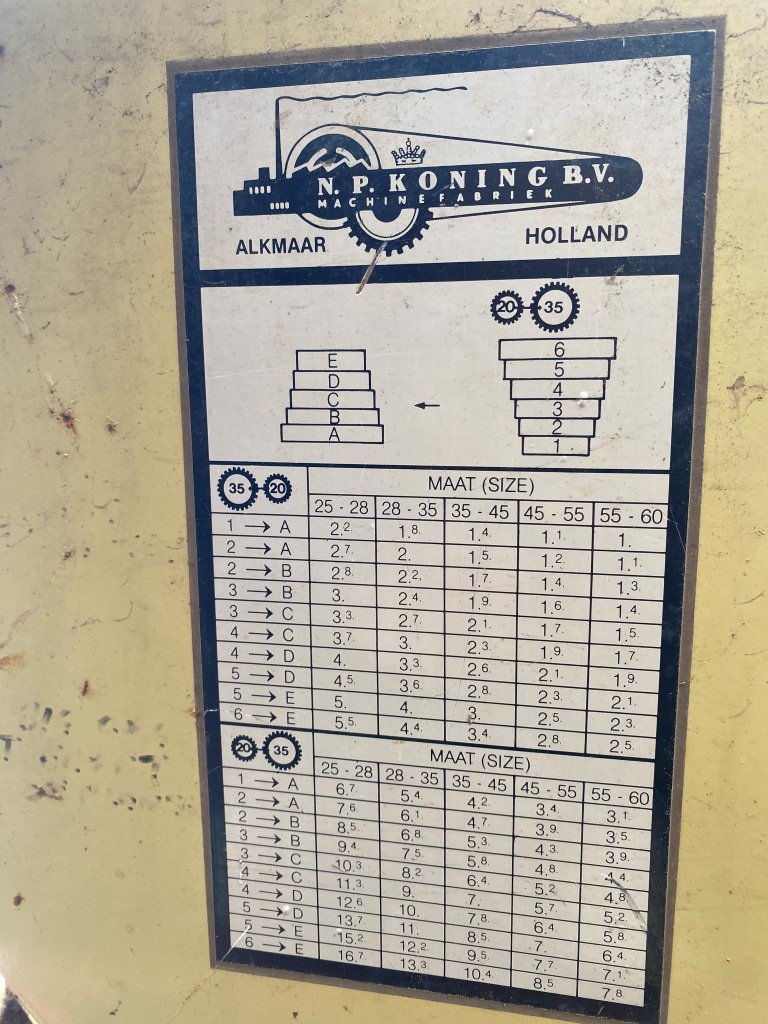 N. P. KONING B.V.
MACHINEFABRIEK
ALKMAAR HOLLAND
20 35
E
D
C
B
A
6
5
4
3
2
1
35 20 MAAT (SIZE)
25 - 28 28 - 35 35 - 45 45 - 55 55 - 60
1 → A 2.2. 1.8. 1.4. 1.1. 1.
2 → A 2.7. 2. 1.5. 1.2. 1.1.
2 → B 2.8. 2.2. 1.7. 1.4. 1.3.
3 → B 3. 2.4. 1.9. 1.6. 1.4.
3 → C 3.3. 2.7. 2.1. 1.7. 1.5.
4 → C 3.7. 3. 2.3. 1.9. 1.7.
4 → D 4. 3.3. 2.6. 2.1. 1.9.
5 → D 4.5. 3.6. 2.8. 2.3. 2.1.
5 → E 5. 4. 3. 2.5. 2.3.
6 → E 5.5. 4.4. 3.4. 2.8. 2.5.
20 35 MAAT (SIZE)
25 - 28 28 - 35 35 - 45 45 - 55 55 - 60
1 → A 6.7. 5.4. 4.2. 3.4. 3.1.
2 → A 7.6. 6.1. 4.7. 3.9. 3.5.
2 → B 8.5. 6.8. 5.3. 4.3. 3.9.
3 → B 9.4. 7.5. 5.8. 4.8. 4.4.
3 → C 10.3. 8.2. 6.4. 5.2. 4.8.
4 → C 11.3. 9. 7. 5.7. 5.2.
4 → D 12.6. 10. 7.8. 6.4. 5.8.
5 → D 13.7. 11. 8.5. 7. 6.4.
5 → E 15.2. 12.2. 9.5. 7.7. 7.1.
6 → E 16.7. 13.3. 10.4. 8.5. 7.8.